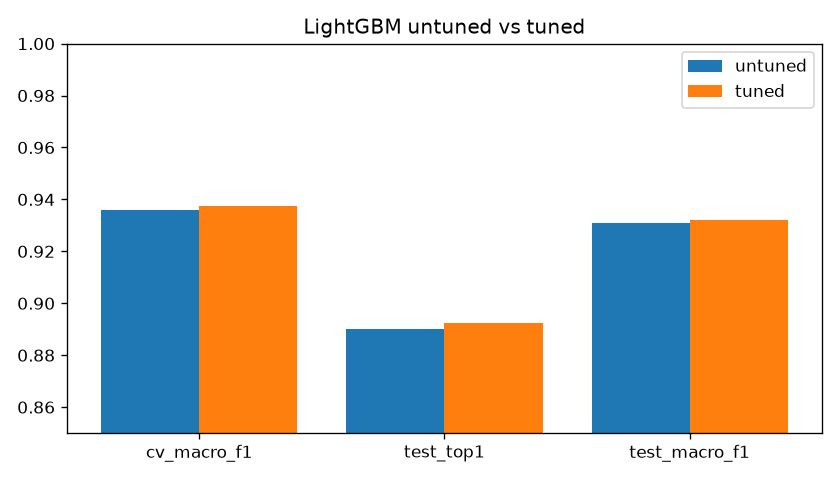 LightGBM untuned vs tuned
1.00
0.98
0.96
0.94
0.92
0.90
0.88
0.86
untuned
tuned
cv_macro_f1
test_top1
test_macro_f1